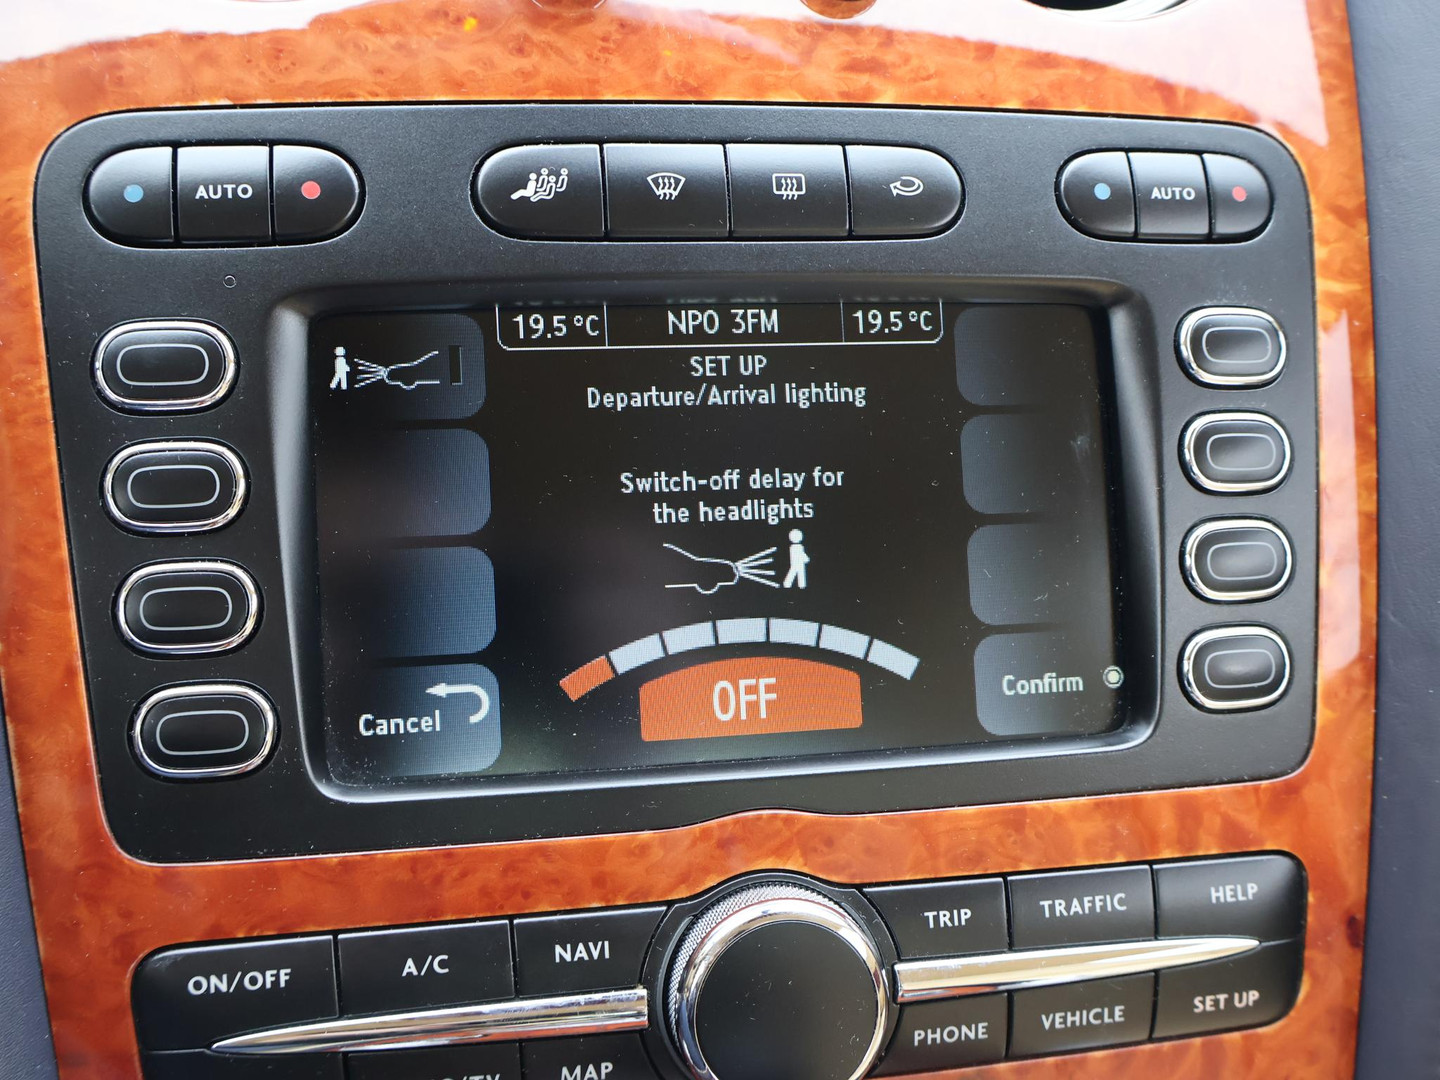 AUTO
AUTO
19.5°C NPO 3FM 19.5°C
SET UP
Departure/Arrival lighting
Switch-off delay for
the headlights
OFF
Cancel
Confirm
ON/OFF A/C NAVI
TRIP TRAFFIC HELP
MAP
PHONE VEHICLE SET UP